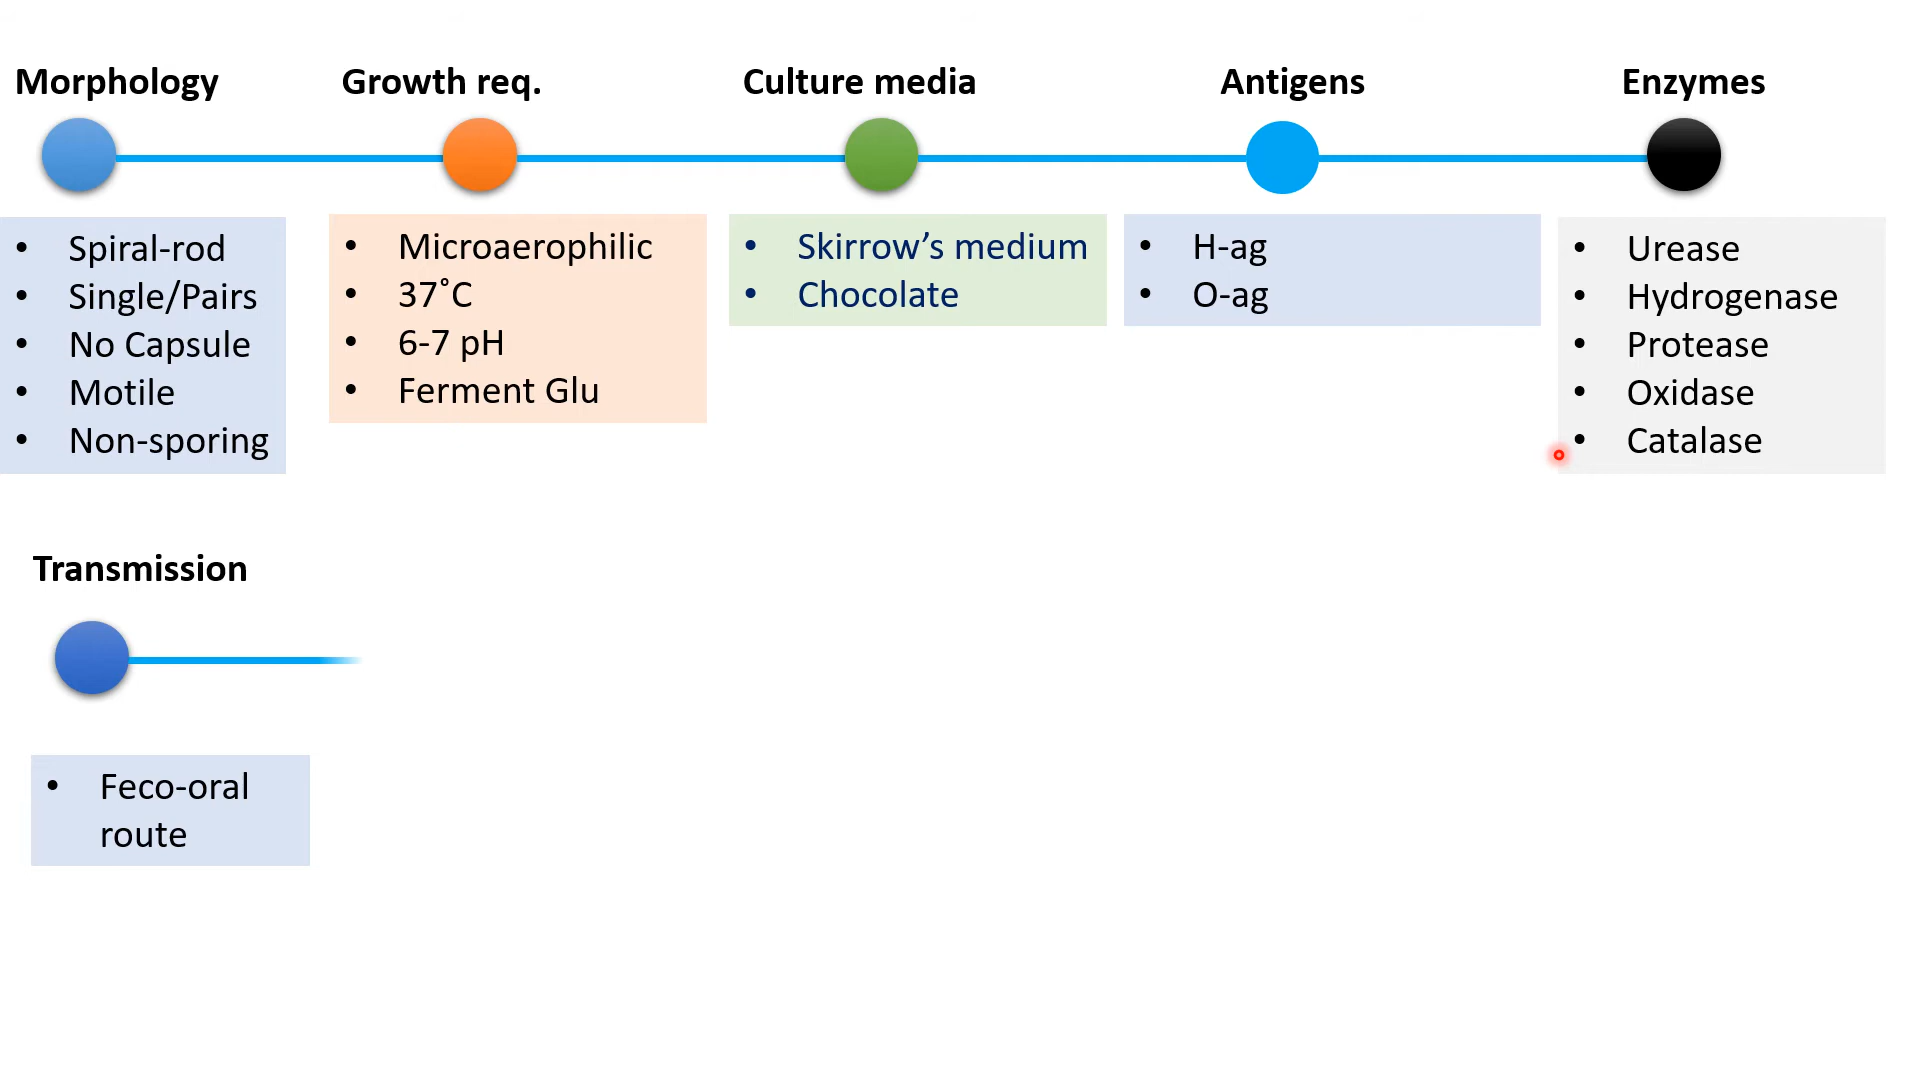 Morphology
Growth req.
Culture media
Antigens
Enzymes
• Spiral-rod
• Single/Pairs
• No Capsule
• Motile
• Non-sporing
• Microaerophilic
• 37˚C
• 6-7 pH
• Ferment Glu
• Skirrow’s medium
• Chocolate
• H-ag
• O-ag
• Urease
• Hydrogenase
• Protease
• Oxidase
• Catalase
Transmission
• Feco-oral
route